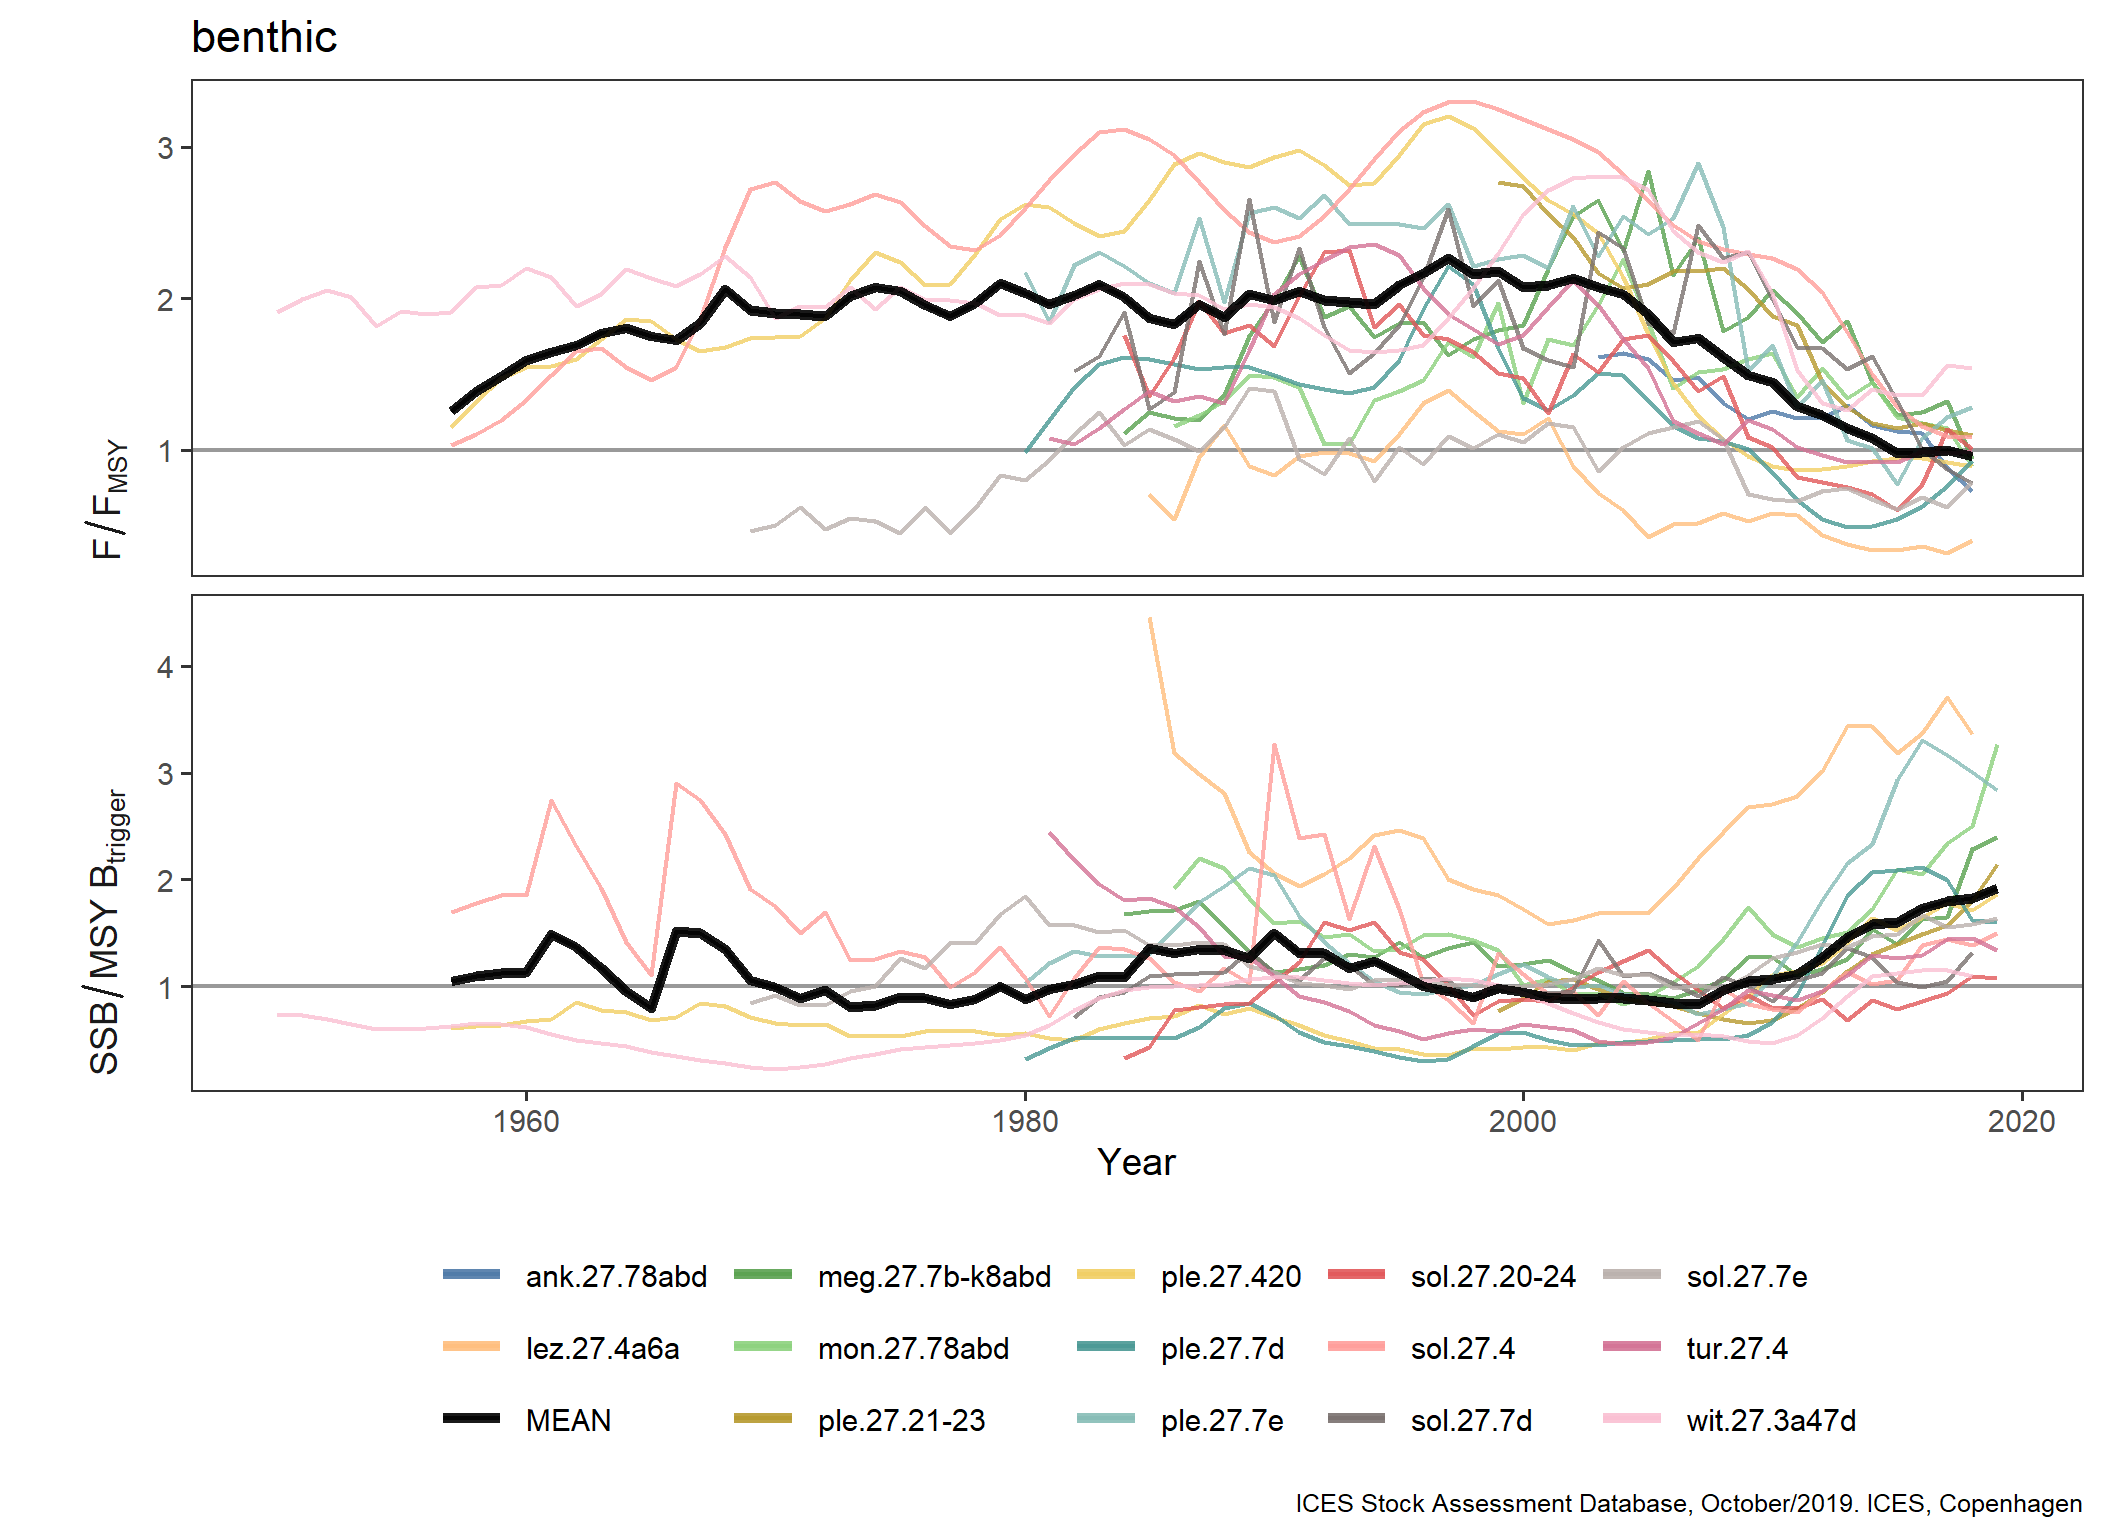 benthic
3
2
1
F / FMSY
4
3
2
1
SSB / MSY Btrigger
1960 1980 2000 2020
Year
ank.27.78abd meg.27.7b-k8abd ple.27.420 sol.27.20-24 sol.27.7e
lez.27.4a6a mon.27.78abd ple.27.7d sol.27.4 tur.27.4
MEAN ple.27.21-23 ple.27.7e sol.27.7d wit.27.3a47d
ICES Stock Assessment Database, October/2019. ICES, Copenhagen